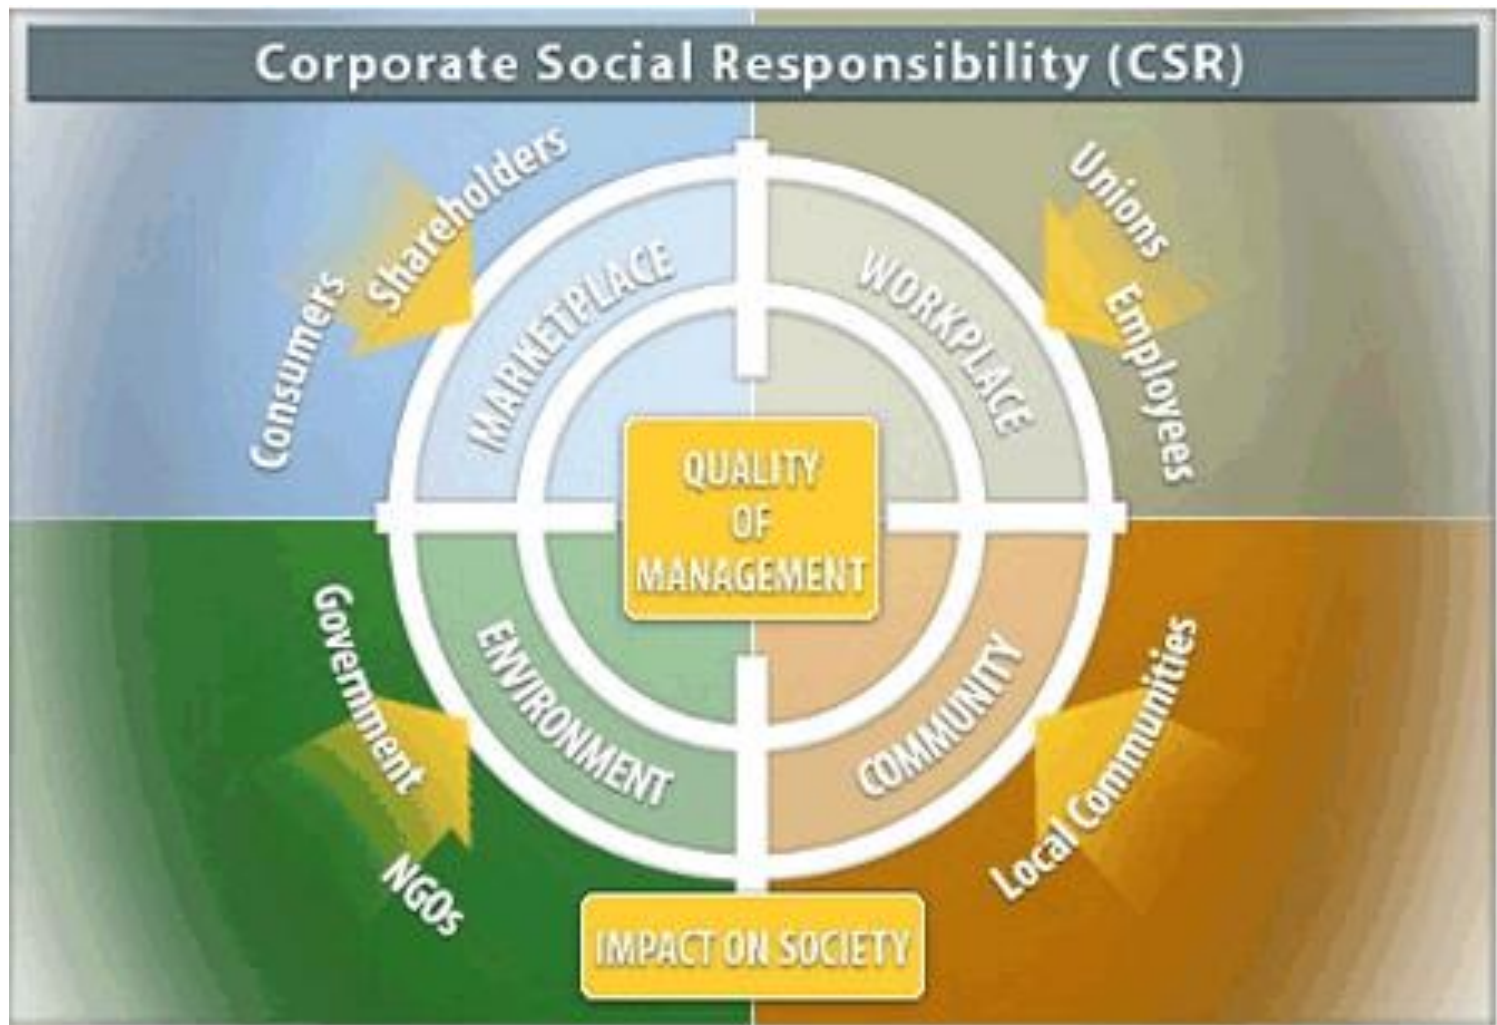 Corporate Social Responsibility (CSR)
Shareholders
Consumers
Unions
Employees
MARKETPLACE
WORKPLACE
QUALITY
OF
MANAGEMENT
ENVIRONMENT
COMMUNITY
Government
NGOs
Local Communities
IMPACT ON SOCIETY